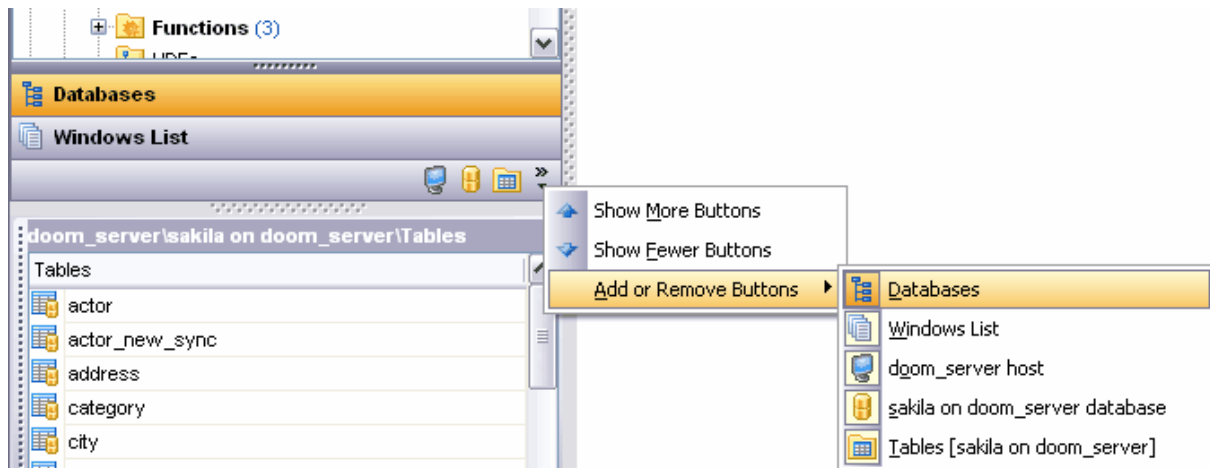 Functions (3)
Databases
Windows List
doom_server\sakila on doom_server\Tables
Tables
actor
actor_new_sync
address
category
city
Show More Buttons
Show Fewer Buttons
Add or Remove Buttons
Databases
Windows List
doom_server host
sakila on doom_server database
Tables [sakila on doom_server]